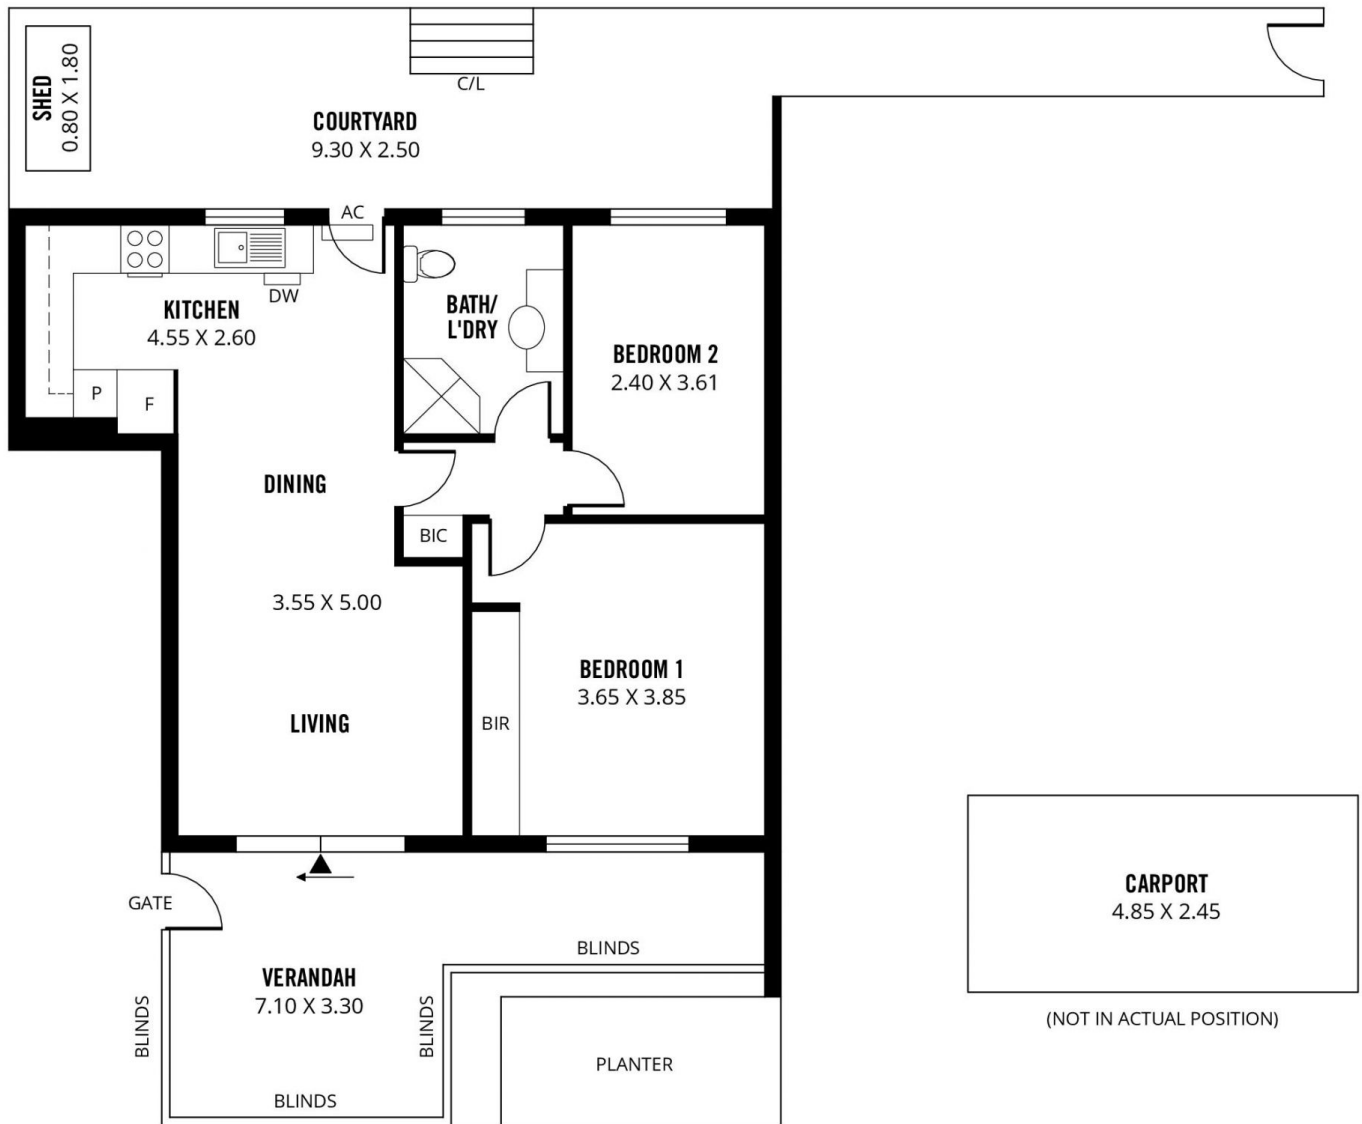 SHED
0.80 X 1.80
C/L
COURTYARD
9.30 X 2.50
AC
DW
KITCHEN
4.55 X 2.60
P
F
BATH/
L'DRY
BEDROOM 2
2.40 X 3.61
DINING
BIC
3.55 X 5.00
LIVING
BEDROOM 1
3.65 X 3.85
BIR
GATE
VERANDAH
7.10 X 3.30
BLINDS
BLINDS
BLINDS
BLINDS
PLANTER
CARPORT
4.85 X 2.45
(NOT IN ACTUAL POSITION)